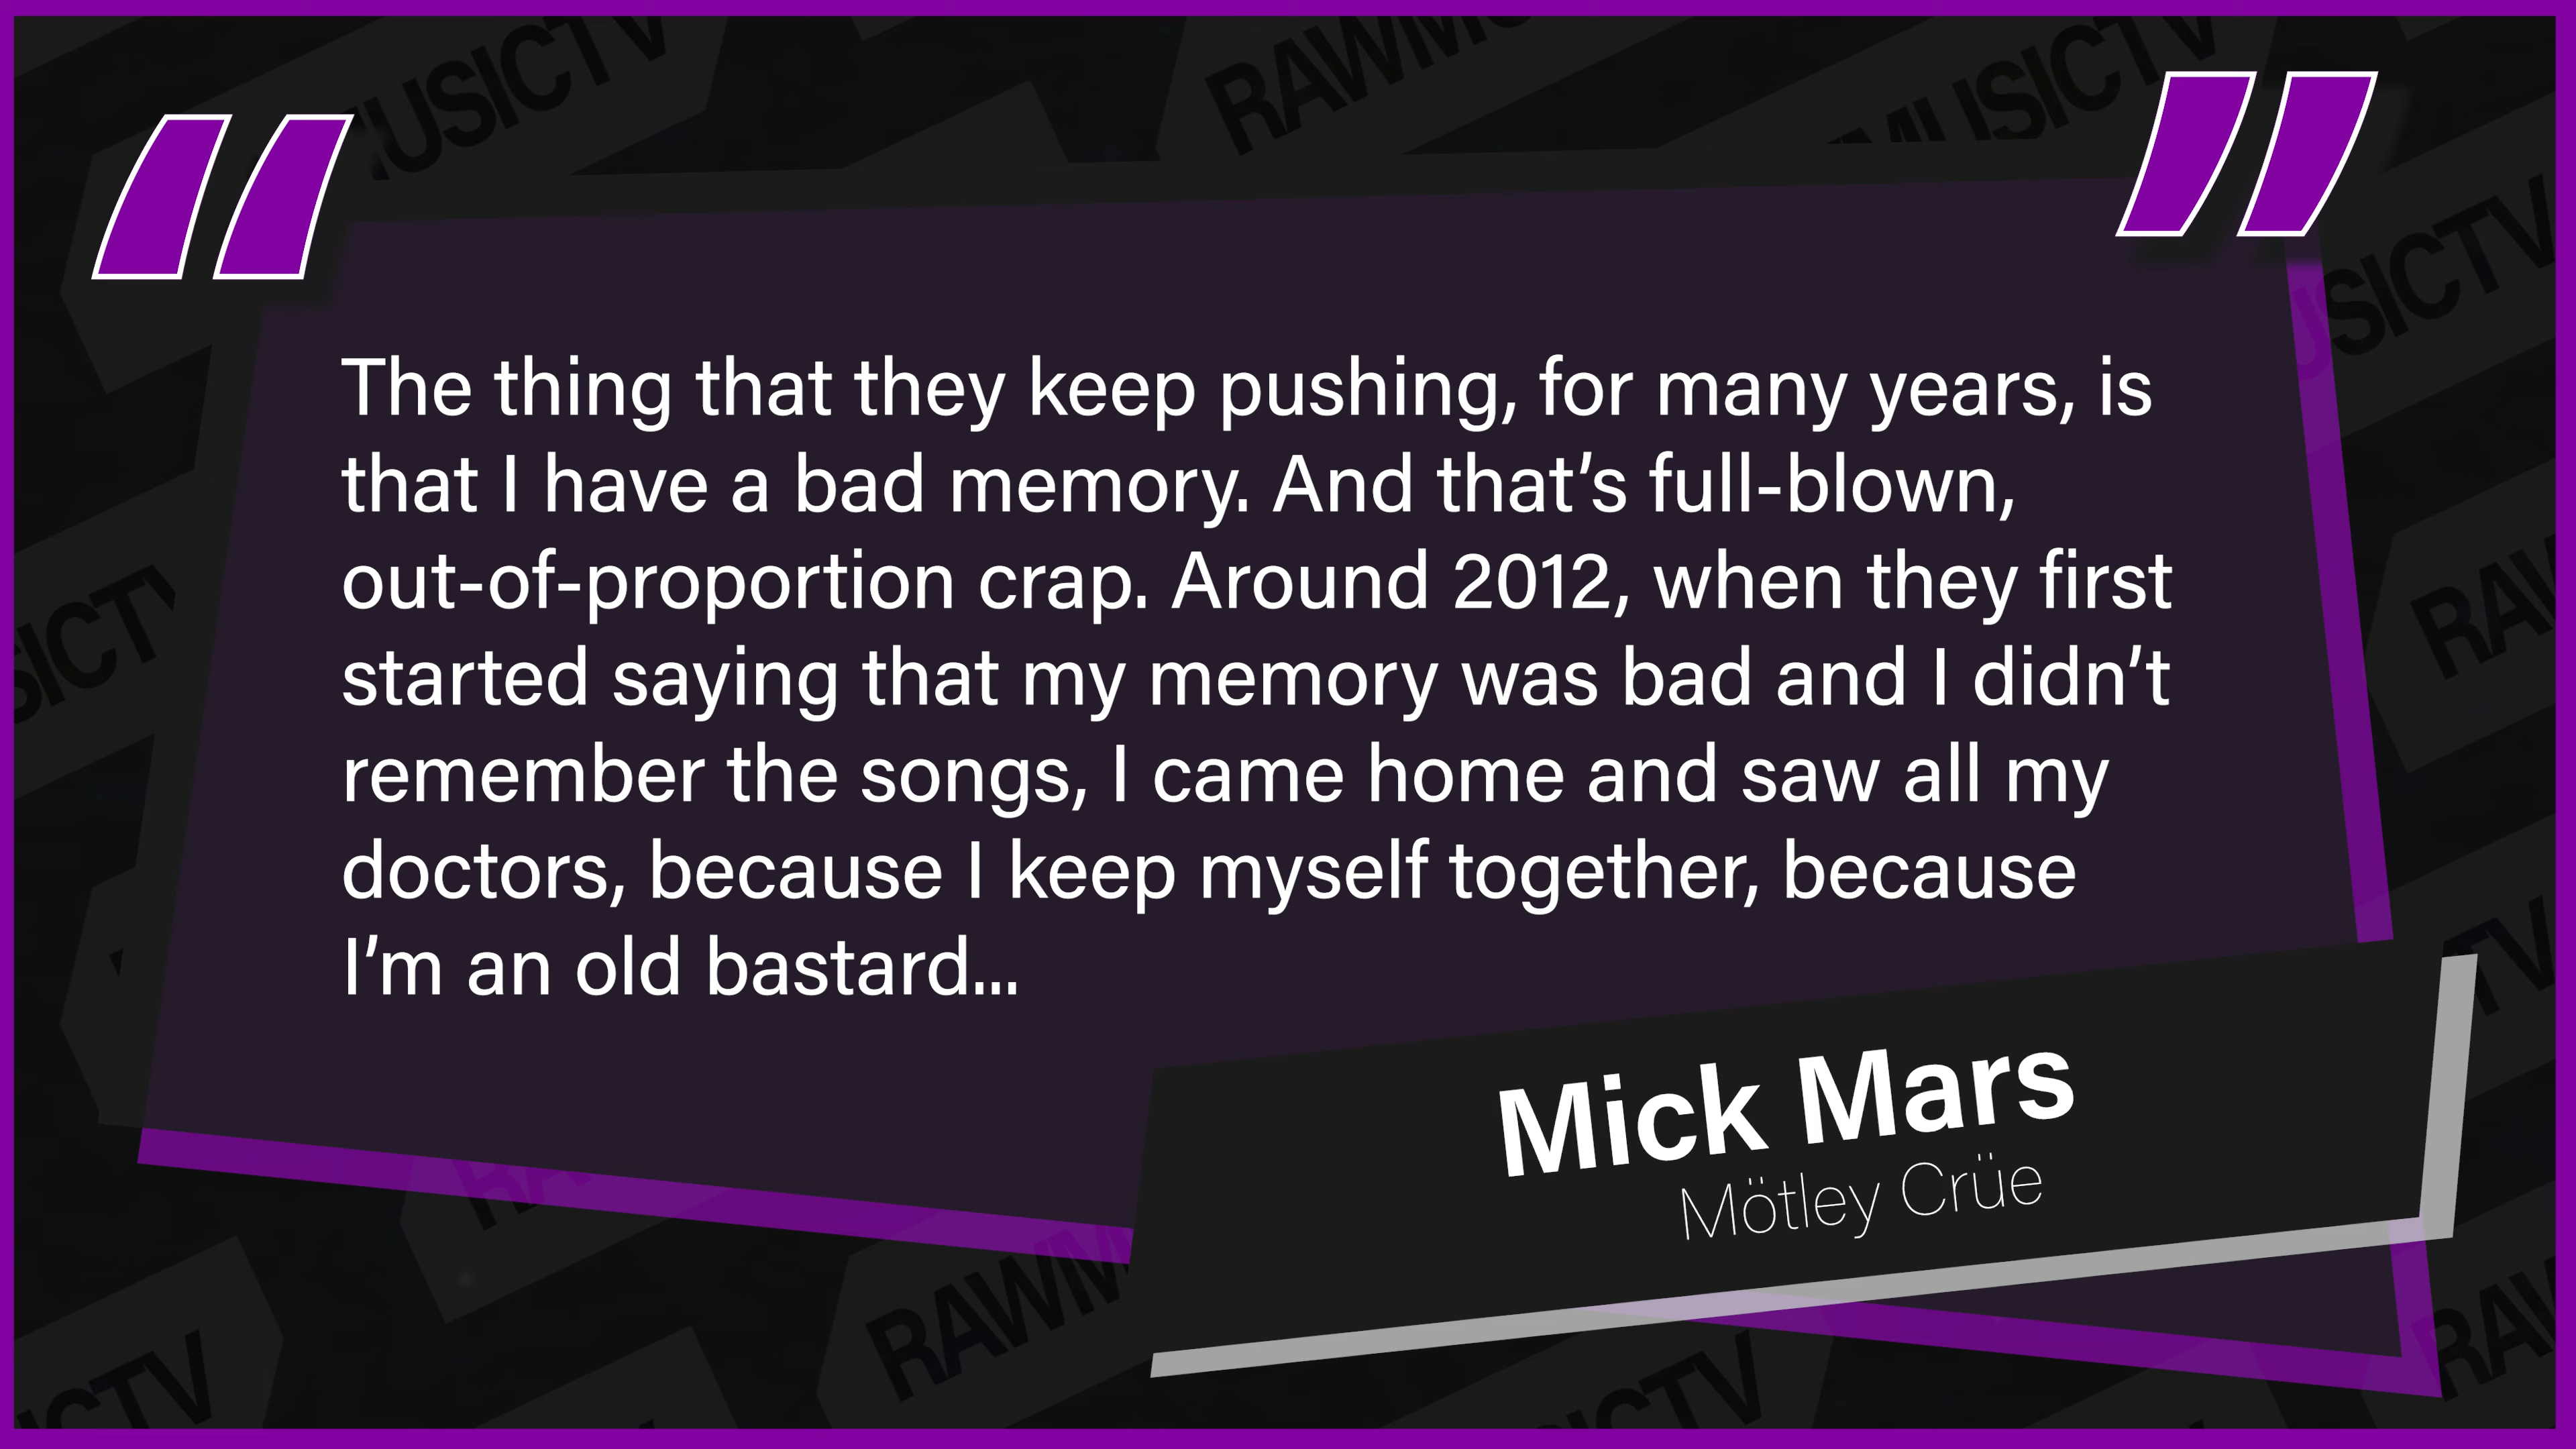 MUSICTV
RAWM
MUSICTV
The thing that they keep pushing, for many years, is
that I have a bad memory. And that’s full-blown,
out-of-proportion crap. Around 2012, when they first
started saying that my memory was bad and I didn’t
remember the songs, I came home and saw all my
doctors, because I keep myself together, because
I’m an old bastard...
Mick Mars
Mötley Crüe